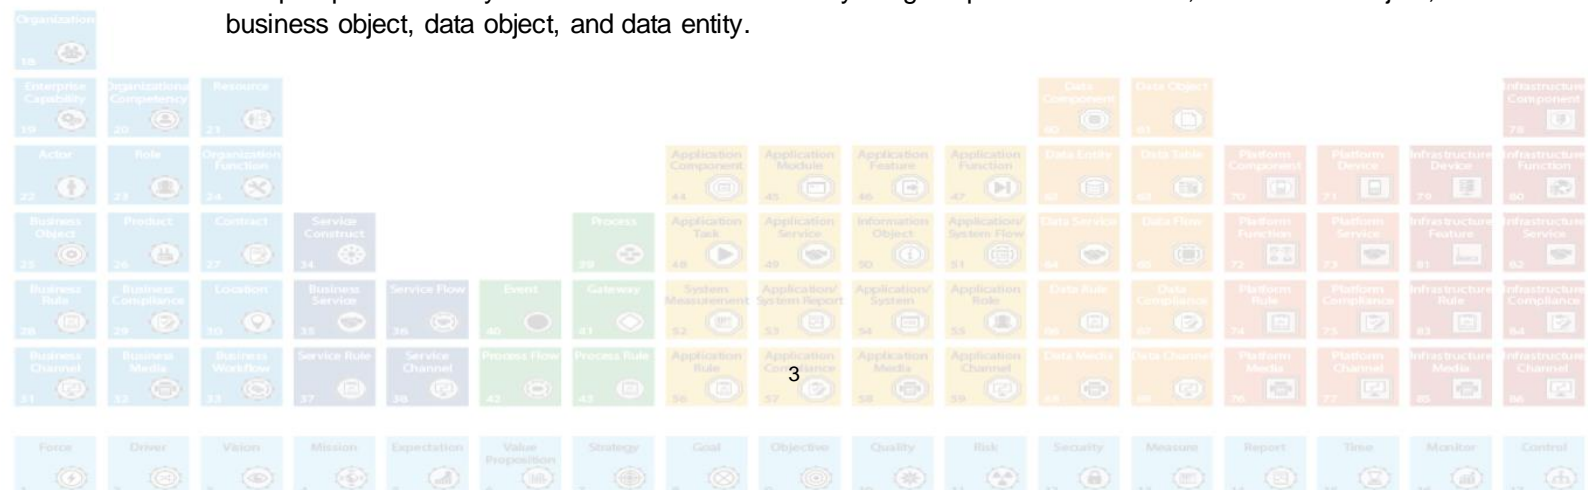 business object, data object, and data entity.
Organization
18
Enterprise Capability
19
Organizational Competency
20
Resource
21
Data Component
60
Data Object
61
Infrastructure Component
78
Actor
22
Role
23
Organization Function
24
Application Component
44
Application Module
45
Application Feature
46
Application Function
47
Data Entity
Data Table
Platform Component
70
Platform Device
71
Infrastructure Device
79
Infrastructure Function
80
Business Object
25
Product
26
Contract
27
Service Construct
34
Process
39
Application Task
48
Application Service
49
Information Object
50
Application/ System Flow
51
Data Service
Data Flow
Platform Function
72
Platform Service
73
Infrastructure Feature
81
Infrastructure Service
82
Business Rule
28
Business Compliance
29
Location
30
Business Service
35
Service Flow
36
Event
40
Gateway
41
System Measurement
52
Application/ System Report
53
Application/ System
54
Application Role
55
Data Rule
Data Compliance
Platform Rule
74
Platform Compliance
75
Infrastructure Rule
83
Infrastructure Compliance
84
Business Channel
31
Business Media
32
Business Workflow
33
Service Rule
37
Service Channel
38
Process Flow
42
Process Rule
43
Application Rule
56
Application Compliance
57
Application Media
58
Application Channel
59
Data Media
Data Channel
Platform Media
76
Platform Channel
77
Infrastructure Media
85
Infrastructure Channel
86
3
Force
Driver
Vision
Mission
Expectation
Value Proposition
Strategy
Goal
Objective
Quality
Risk
Security
Measure
Report
Time
Monitor
Control